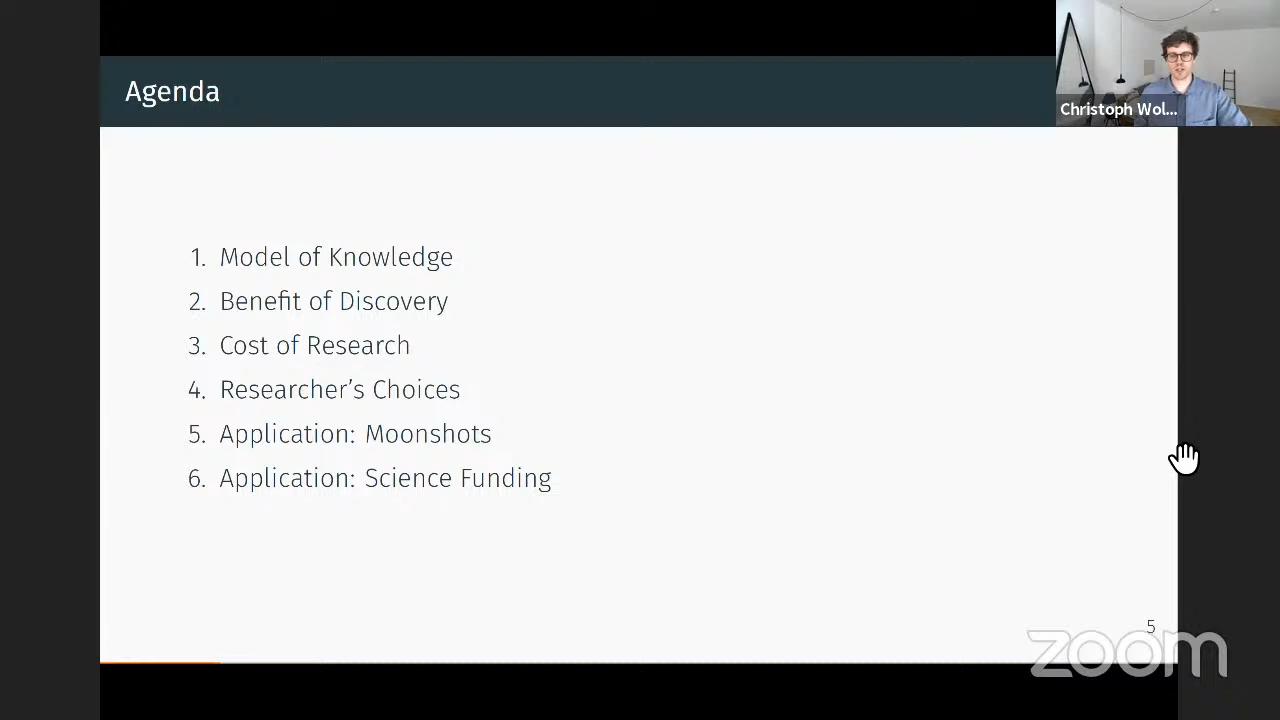 Agenda
Christoph Wol...
1. Model of Knowledge
2. Benefit of Discovery
3. Cost of Research
4. Researcher's Choices
5. Application: Moonshots
6. Application: Science Funding
5
zoom